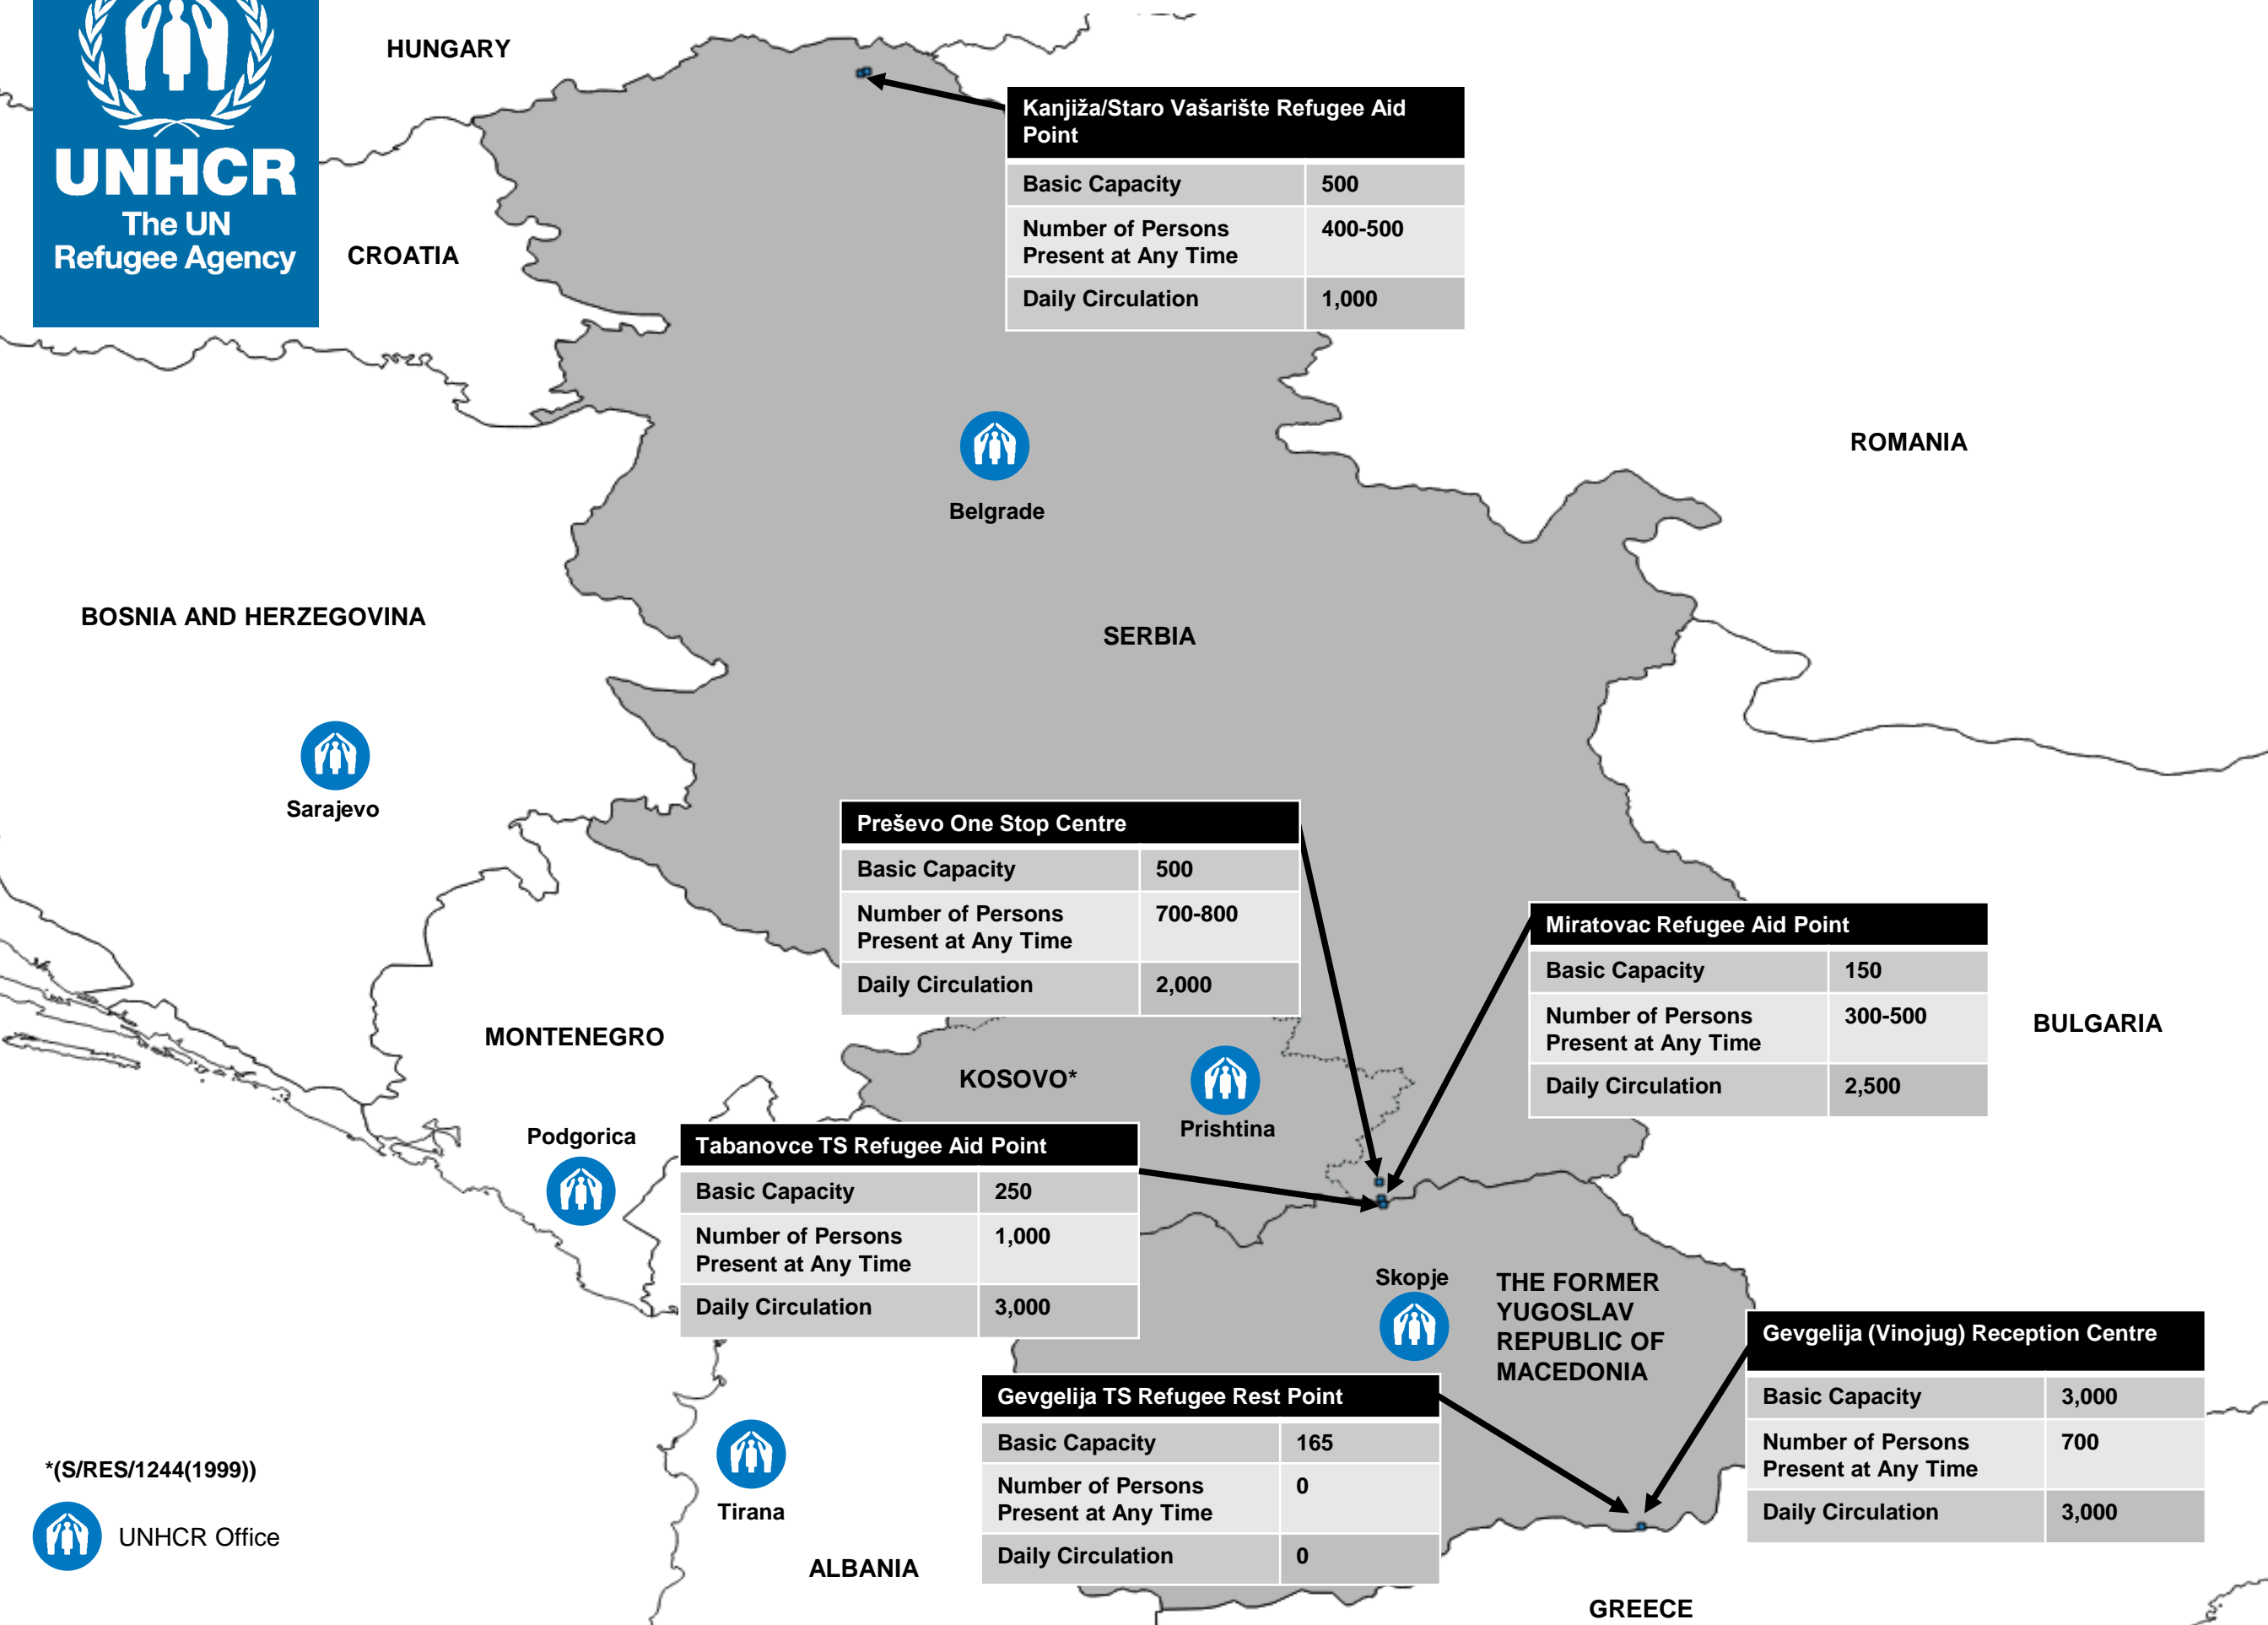 HUNGARY
UNHCR
The UN
Refugee Agency
CROATIA
Kanjiža/Staro Vašarište Refugee Aid
Point
Basic Capacity 500
Number of Persons
Present at Any Time 400-500
Daily Circulation 1,000
ROMANIA
Belgrade
BOSNIA AND HERZEGOVINA
SERBIA
Sarajevo
Preševo One Stop Centre
Basic Capacity 500
Number of Persons
Present at Any Time 700-800
Daily Circulation 2,000
Miratovac Refugee Aid Point
Basic Capacity 150
Number of Persons
Present at Any Time 300-500
Daily Circulation 2,500
BULGARIA
MONTENEGRO
KOSOVO*
Prishtina
Podgorica
Tabanovce TS Refugee Aid Point
Basic Capacity 250
Number of Persons
Present at Any Time 1,000
Daily Circulation 3,000
Skopje
THE FORMER
YUGOSLAV
REPUBLIC OF
MACEDONIA
Gevgelija (Vinojug) Reception Centre
Basic Capacity 3,000
Number of Persons
Present at Any Time 700
Daily Circulation 3,000
Gevgelija TS Refugee Rest Point
Basic Capacity 165
Number of Persons
Present at Any Time 0
Daily Circulation 0
*(S/RES/1244(1999))
UNHCR Office
Tirana
ALBANIA
GREECE